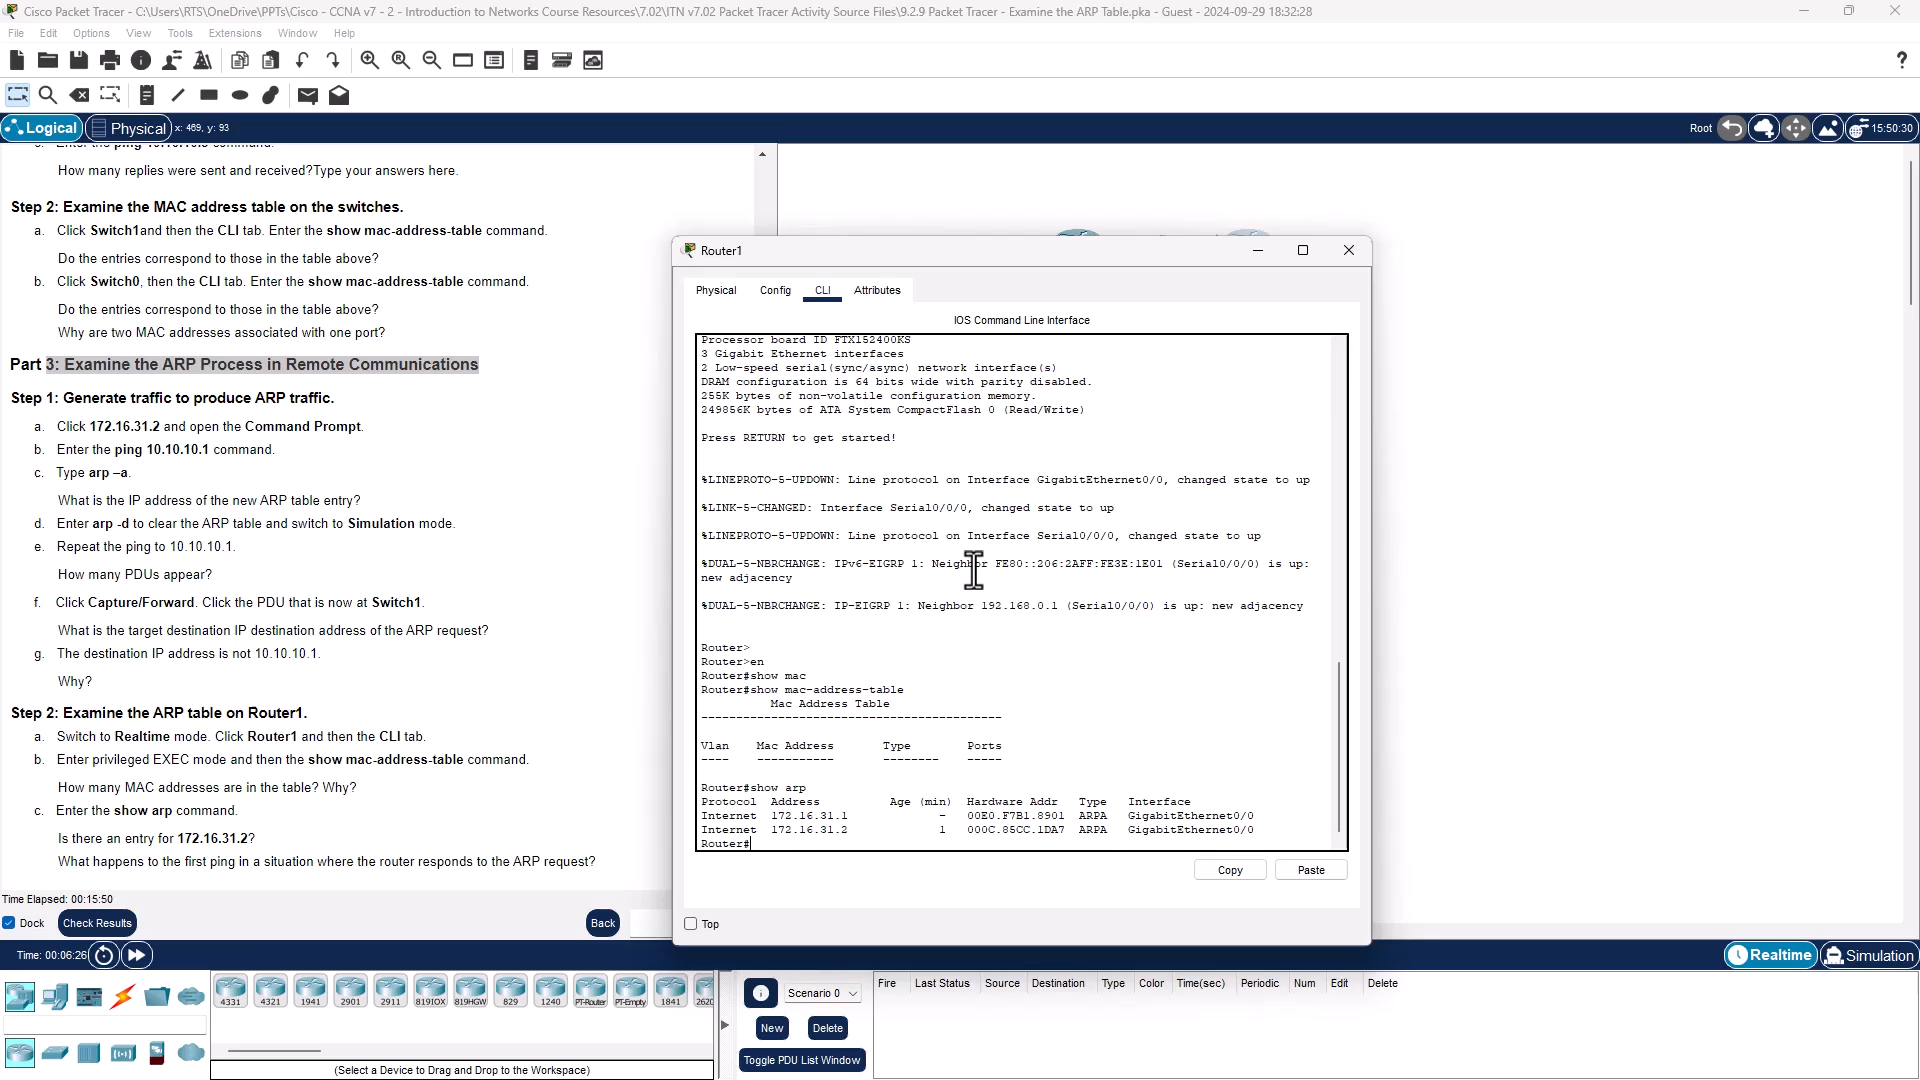 Cisco Packet Tracer - C:\Users\RTS\OneDrive\PPTs\Cisco - CCNA v7 - 2 - Introduction to Networks Course Resources\7.02\ITN v7.02 Packet Tracer Activity Source Files\9.2.9 Packet Tracer - Examine the ARP Table.pka - Guest - 2024-09-29 18:32:28
File Edit Options View Tools Extensions Window Help
Logical Physical x: 469, y: 93 Root 15:50:30
How many replies were sent and received?Type your answers here.
Step 2: Examine the MAC address table on the switches.
a. Click Switch1and then the CLI tab. Enter the show mac-address-table command.
Do the entries correspond to those in the table above?
b. Click Switch0, then the CLI tab. Enter the show mac-address-table command.
Do the entries correspond to those in the table above?
Why are two MAC addresses associated with one port?
Part 3: Examine the ARP Process in Remote Communications
Step 1: Generate traffic to produce ARP traffic.
a. Click 172.16.31.2 and open the Command Prompt.
b. Enter the ping 10.10.10.1 command.
c. Type arp –a.
What is the IP address of the new ARP table entry?
d. Enter arp -d to clear the ARP table and switch to Simulation mode.
e. Repeat the ping to 10.10.10.1.
How many PDUs appear?
f. Click Capture/Forward. Click the PDU that is now at Switch1.
What is the target destination IP destination address of the ARP request?
g. The destination IP address is not 10.10.10.1.
Why?
Step 2: Examine the ARP table on Router1.
a. Switch to Realtime mode. Click Router1 and then the CLI tab.
b. Enter privileged EXEC mode and then the show mac-address-table command.
How many MAC addresses are in the table? Why?
c. Enter the show arp command.
Is there an entry for 172.16.31.2?
What happens to the first ping in a situation where the router responds to the ARP request?
Time Elapsed: 00:15:50
Dock Check Results Back
Router1
Physical Config CLI Attributes
IOS Command Line Interface
Processor board ID FTX152400KS
3 Gigabit Ethernet interfaces
2 Low-speed serial(sync/async) network interface(s)
DRAM configuration is 64 bits wide with parity disabled.
255K bytes of non-volatile configuration memory.
249856K bytes of ATA System CompactFlash 0 (Read/Write)
Press RETURN to get started!
%LINEPROTO-5-UPDOWN: Line protocol on Interface GigabitEthernet0/0, changed state to up
%LINK-5-CHANGED: Interface Serial0/0/0, changed state to up
%LINEPROTO-5-UPDOWN: Line protocol on Interface Serial0/0/0, changed state to up
%DUAL-5-NBRCHANGE: IPv6-EIGRP 1: Neighbor FE80::206:2AFF:FE3E:1E01 (Serial0/0/0) is up:
new adjacency
%DUAL-5-NBRCHANGE: IP-EIGRP 1: Neighbor 192.168.0.1 (Serial0/0/0) is up: new adjacency
Router>
Router>en
Router#show mac
Router#show mac-address-table
Mac Address Table
-------------------------------------------
Vlan Mac Address Type Ports
---- ----------- -------- -----
Router#show arp
Protocol Address Age (min) Hardware Addr Type Interface
Internet 172.16.31.1 - 00E0.F7B1.8901 ARPA GigabitEthernet0/0
Internet 172.16.31.2 1 000C.85CC.1DA7 ARPA GigabitEthernet0/0
Router#
Copy Paste
Top
Time: 00:06:26 Realtime Simulation
4331 4321 1941 2901 2911 819IOX 819HGW 829 1240 PT-Router PT-Empty 1841 2620
(Select a Device to Drag and Drop to the Workspace)
Scenario 0
New Delete
Toggle PDU List Window
Fire Last Status Source Destination Type Color Time(sec) Periodic Num Edit Delete